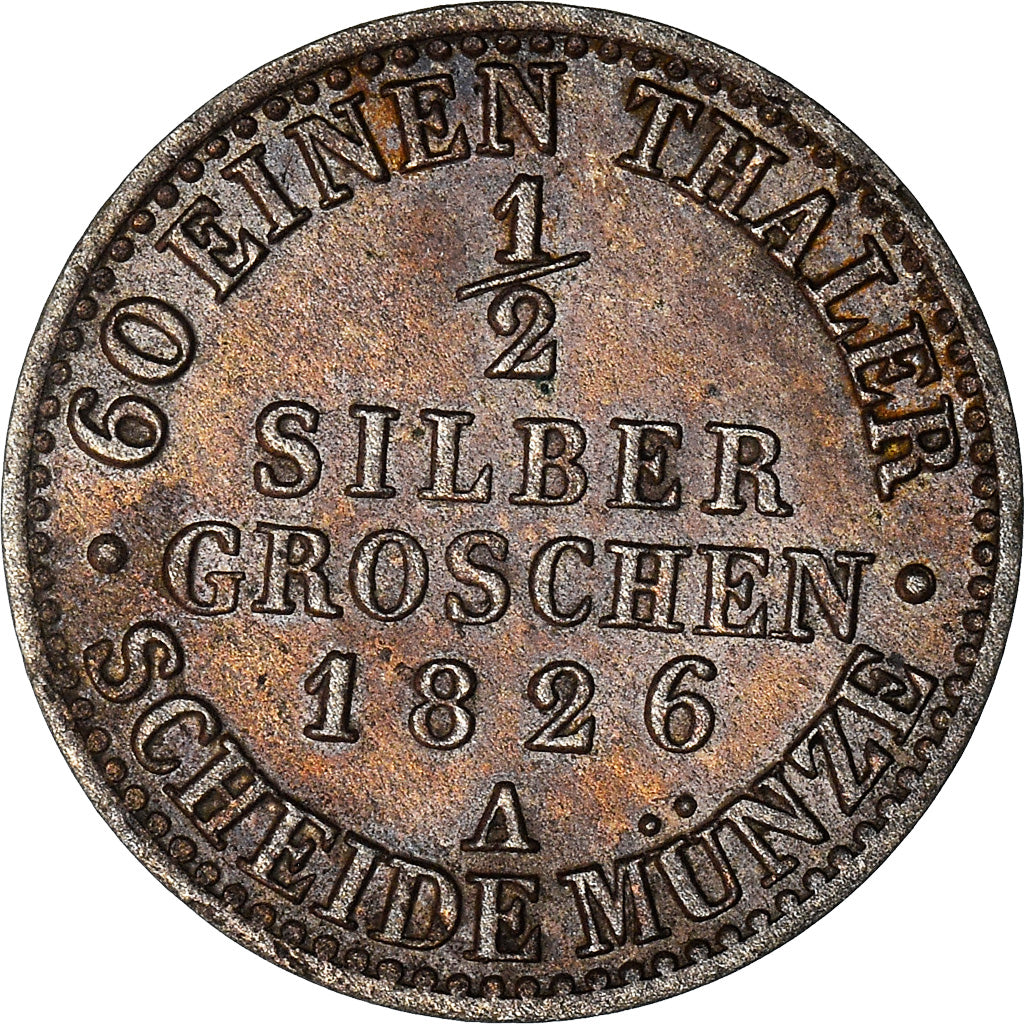 60 EINEN THALER
1/2
SILBER
GROSCHEN
1826
A
SCHEIDE MÜNZE